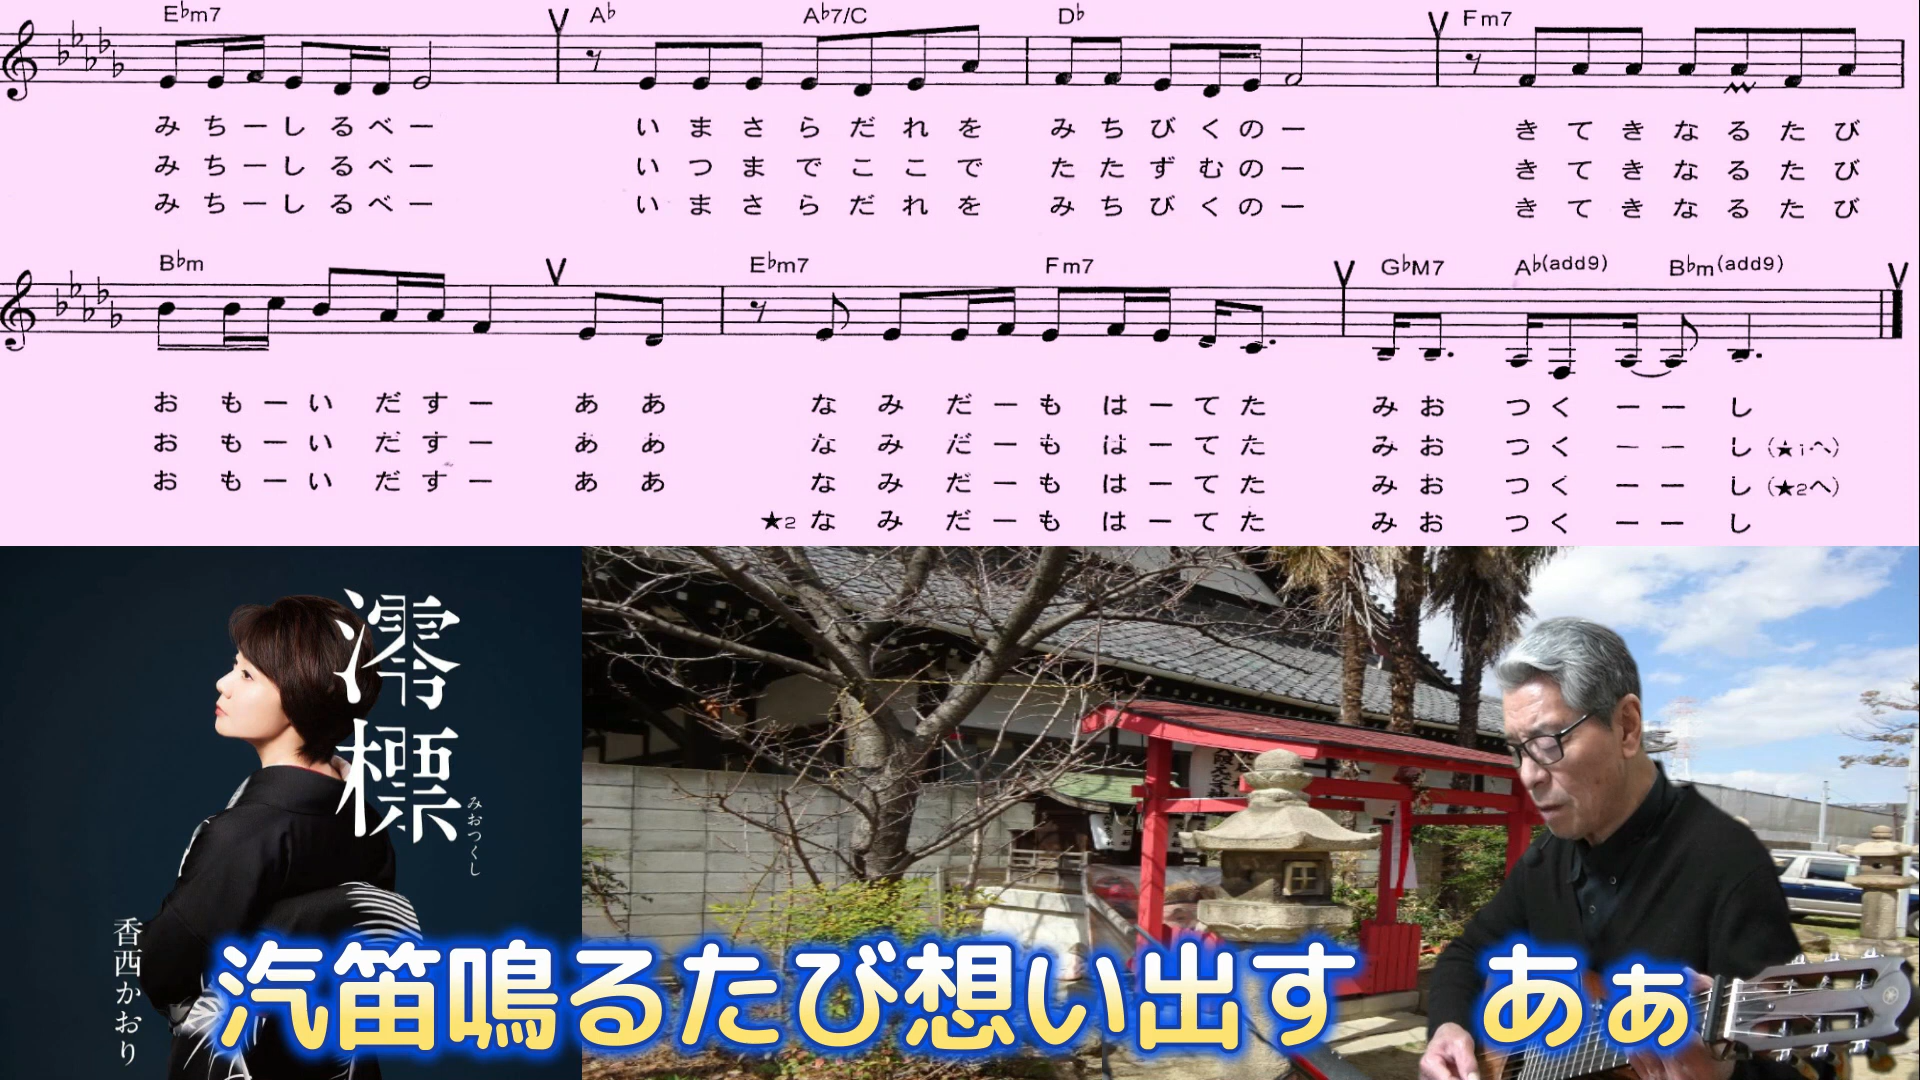 E♭m7 A♭ A♭7/C D♭ Fm7
みちーしるべー いまさらだれを みちびくのー きてきなるたび
みちーしるべー いつまでここで たたずむのー きてきなるたび
みちーしるべー いまさらだれを みちびくのー きてきなるたび
B♭m E♭m7 Fm7 G♭M7 A♭(add9) B♭m(add9)
おもーいだすー ああ なみだーもはーてた みおつくーーし
おもーいだすー ああ なみだーもはーてた みおつくーーし(★1へ)
おもーいだすー ああ なみだーもはーてた みおつくーーし(★2へ)
★2 なみだーもはーてた みおつくーーし
澪標
みおつくし
香西かおり
汽笛鳴るたび想い出す あぁ